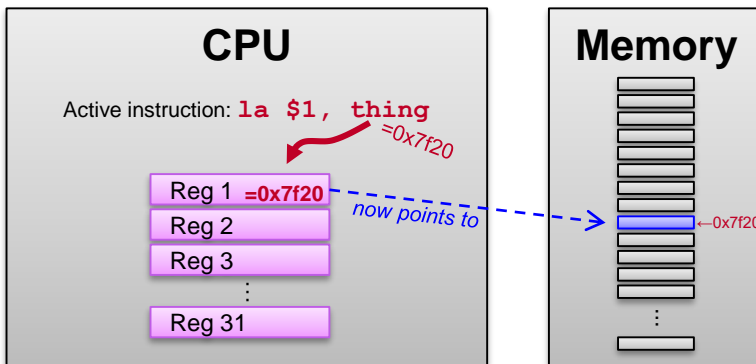 CPU
Active instruction: la $1, thing
=0x7f20
Reg 1 =0x7f20
Reg 2
Reg 3
⋮
Reg 31
now points to
Memory
←0x7f20
⋮